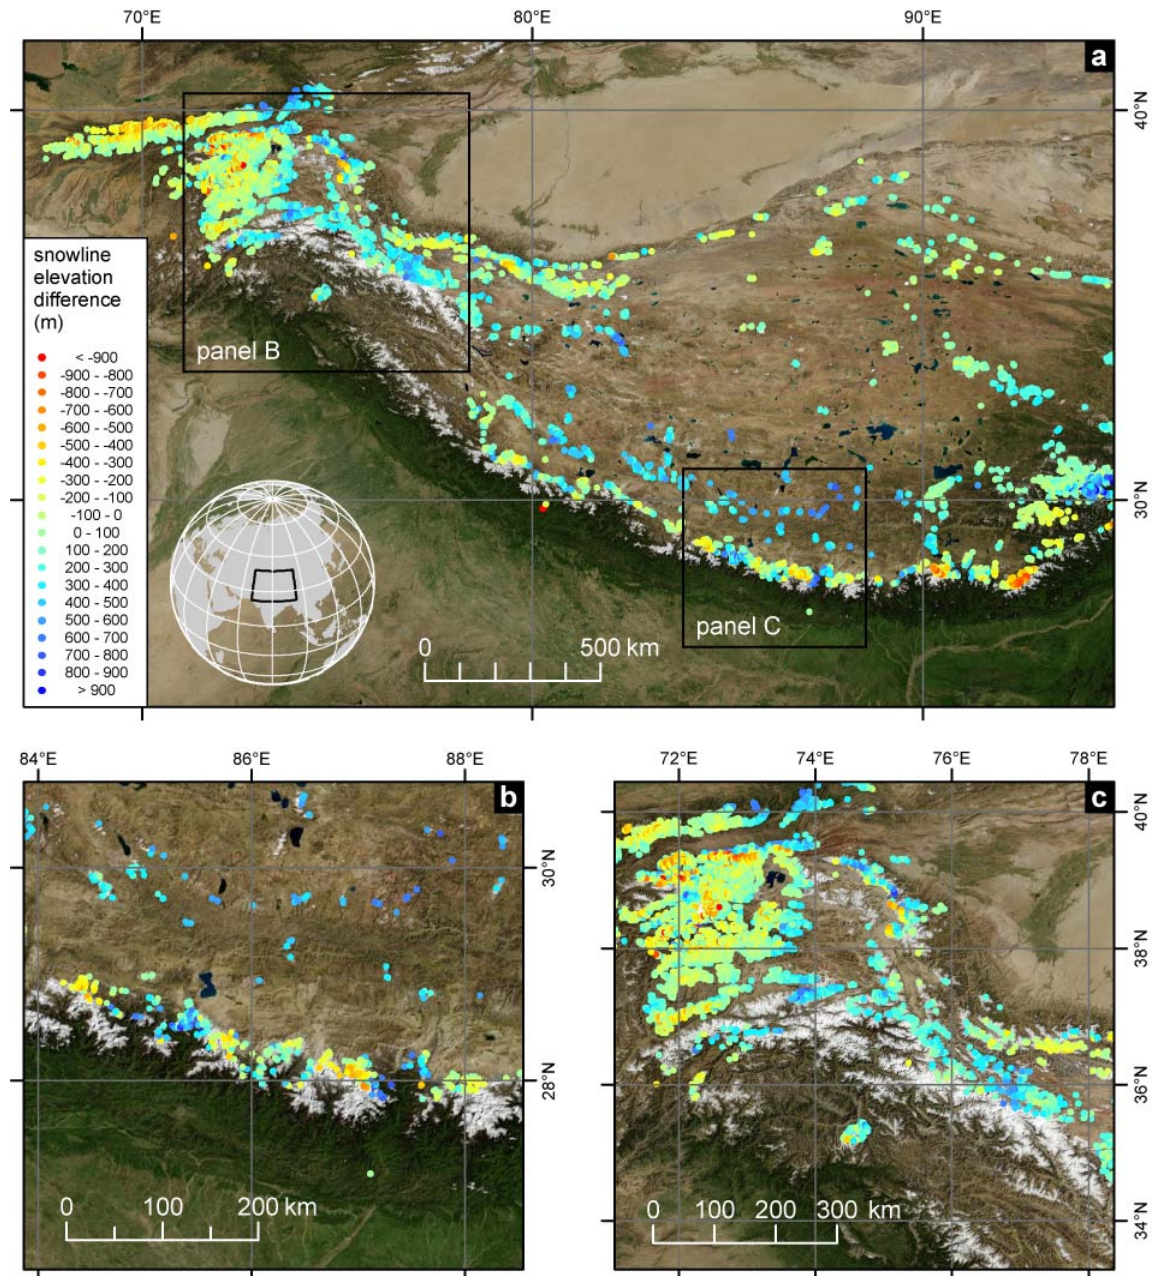 70°E
80°E
90°E
a
40°N
30°N
panel B
panel C
snowline
elevation
difference
(m)
< -900
-900 - -800
-800 - -700
-700 - -600
-600 - -500
-500 - -400
-400 - -300
-300 - -200
-200 - -100
-100 - 0
0 - 100
100 - 200
200 - 300
300 - 400
400 - 500
500 - 600
600 - 700
700 - 800
800 - 900
> 900
0 500 km
84°E
86°E
88°E
b
30°N
28°N
0 100 200 km
72°E
74°E
76°E
78°E
c
40°N
38°N
36°N
34°N
0 100 200 300 km